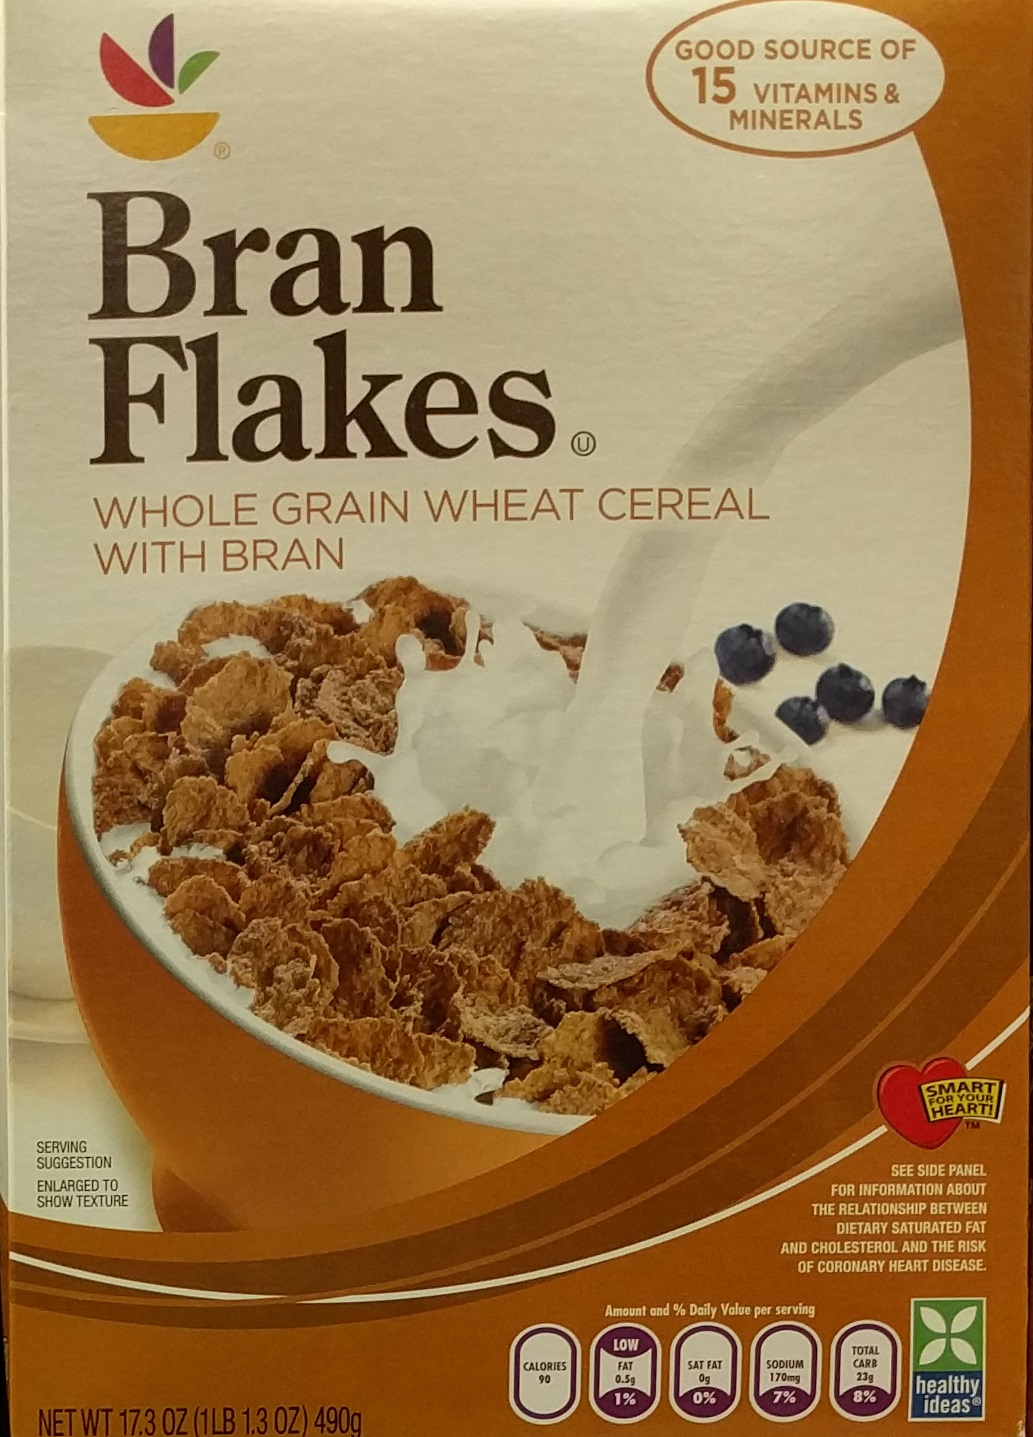 GOOD SOURCE OF
15 VITAMINS &
MINERALS
®
Bran
Flakes Ⓤ
WHOLE GRAIN WHEAT CEREAL
WITH BRAN
SMART
FOR YOUR
HEART!
TM
SERVING
SUGGESTION
ENLARGED TO
SHOW TEXTURE
SEE SIDE PANEL
FOR INFORMATION ABOUT
THE RELATIONSHIP BETWEEN
DIETARY SATURATED FAT
AND CHOLESTEROL AND THE RISK
OF CORONARY HEART DISEASE.
Amount and % Daily Value per serving
CALORIES
90
LOW
FAT
0.5g
1%
SAT FAT
0g
0%
SODIUM
170mg
7%
TOTAL
CARB
23g
8%
healthy
ideas®
NET WT 17.3 OZ (1LB 1.3 OZ) 490g